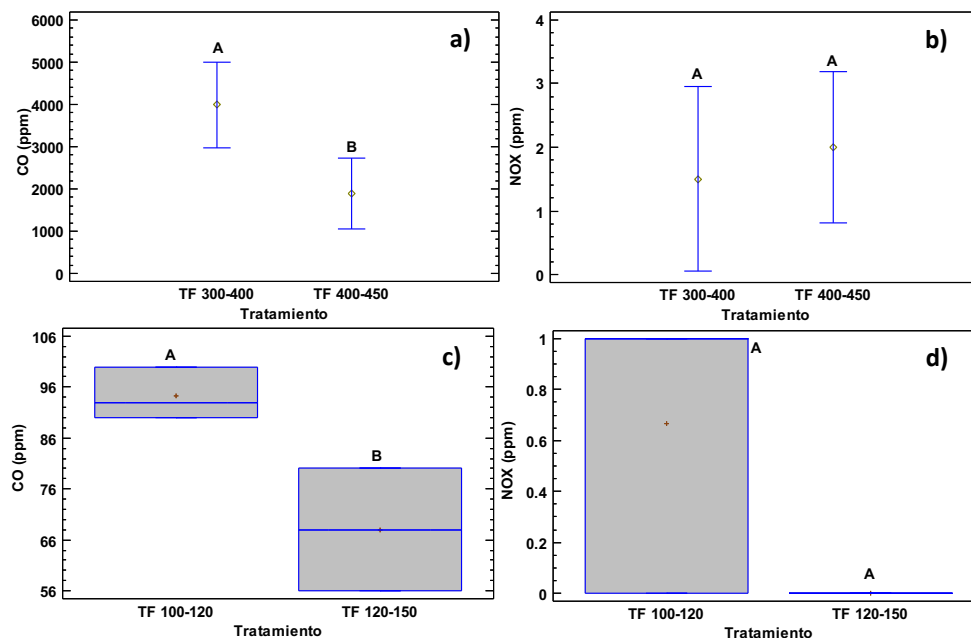 a)
CO (ppm)
6000
5000
4000
3000
2000
1000
0
A
B
TF 300-400 TF 400-450
Tratamiento
b)
NOX (ppm)
4
3
2
1
0
A
A
TF 300-400 TF 400-450
Tratamiento
c)
CO (ppm)
106
96
86
76
66
56
A
B
TF 100-120 TF 120-150
Tratamiento
d)
NOX (ppm)
1
0.8
0.6
0.4
0.2
0
A
A
TF 100-120 TF 120-150
Tratamiento